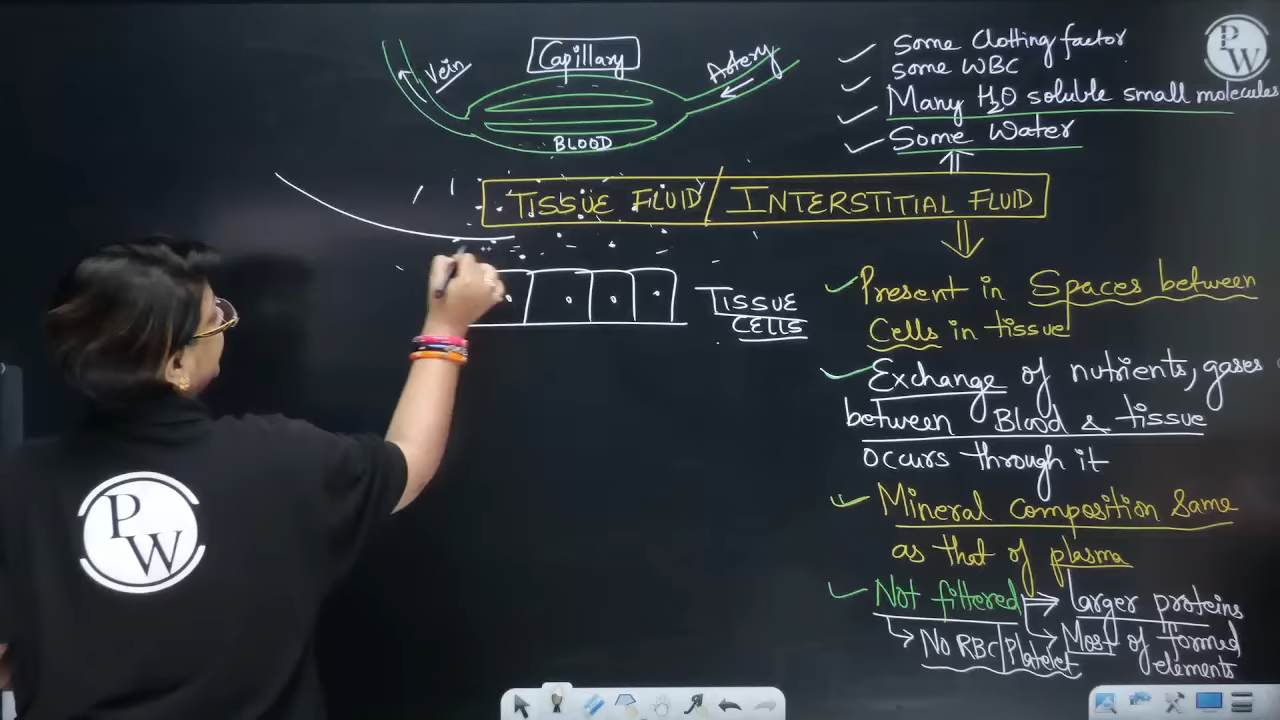 Vein
Capillary
Artery
BLOOD
✓ Some Clotting factor
✓ some WBC
✓ Many H₂O soluble small molecules
✓ Some Water
PW
TISSUE FLUID / INTERSTITIAL FLUID
TISSUE
CELLS
✓ Present in Spaces between
Cells in tissue
✓ Exchange of nutrients, gases
between Blood & tissue
occurs through it
✓ Mineral composition same
as that of plasma
✓ Not filtered → Larger proteins
→ No RBC/Platelet → Most of formed
elements
PW